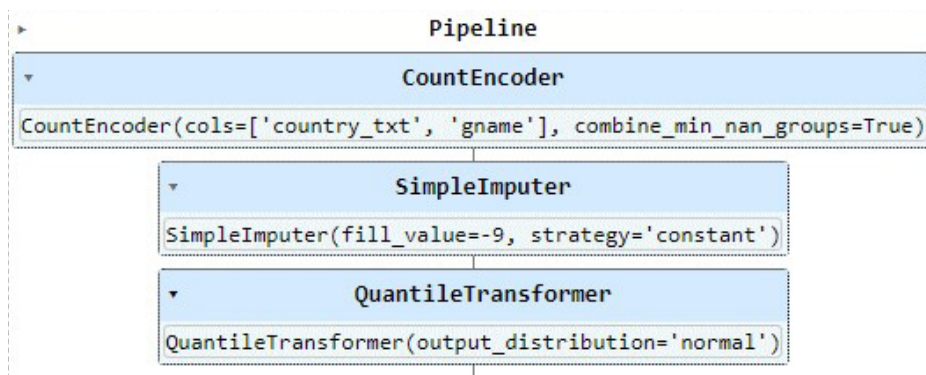 Pipeline
CountEncoder
CountEncoder(cols=['country_txt', 'gname'], combine_min_nan_groups=True)
SimpleImputer
SimpleImputer(fill_value=-9, strategy='constant')
QuantileTransformer
QuantileTransformer(output_distribution='normal')